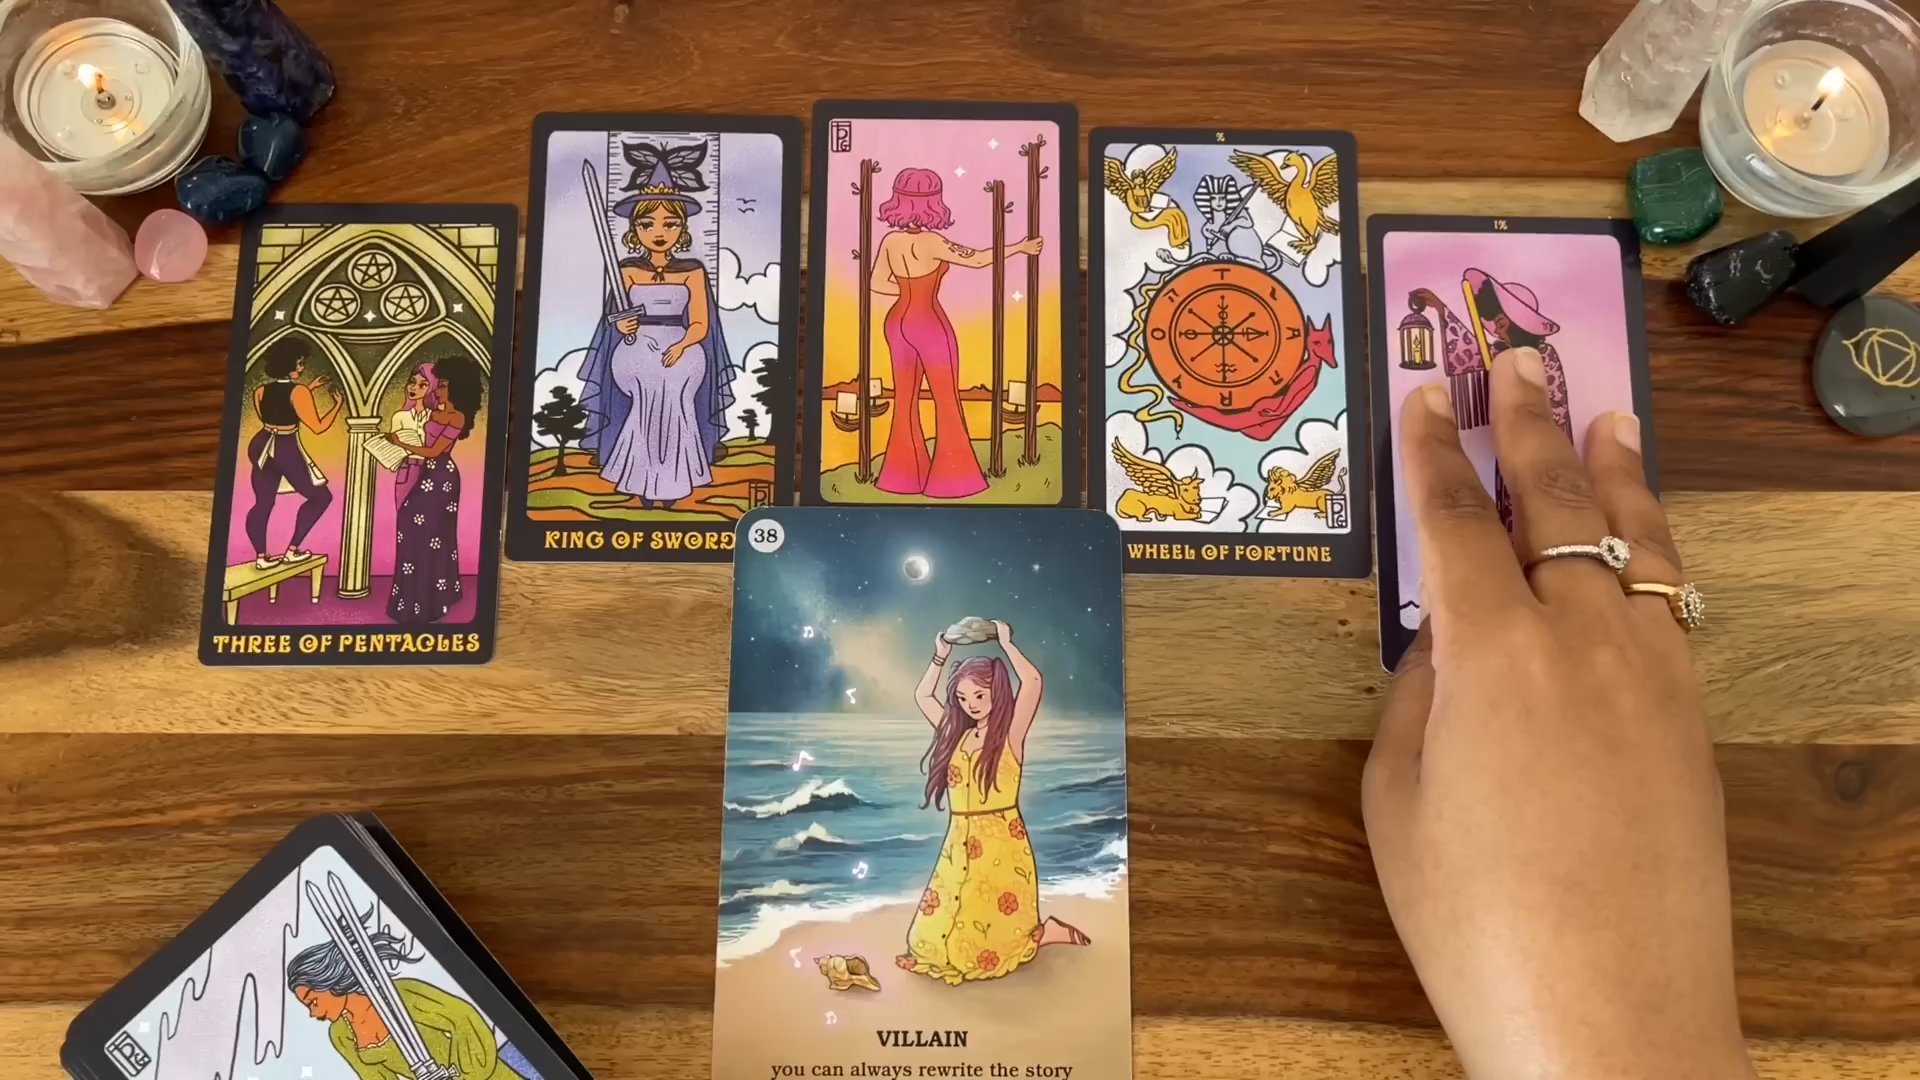 THREE OF PENTACLES
KING OF SWORD
WHEEL OF FORTUNE
38
VILLAIN
you can always rewrite the story